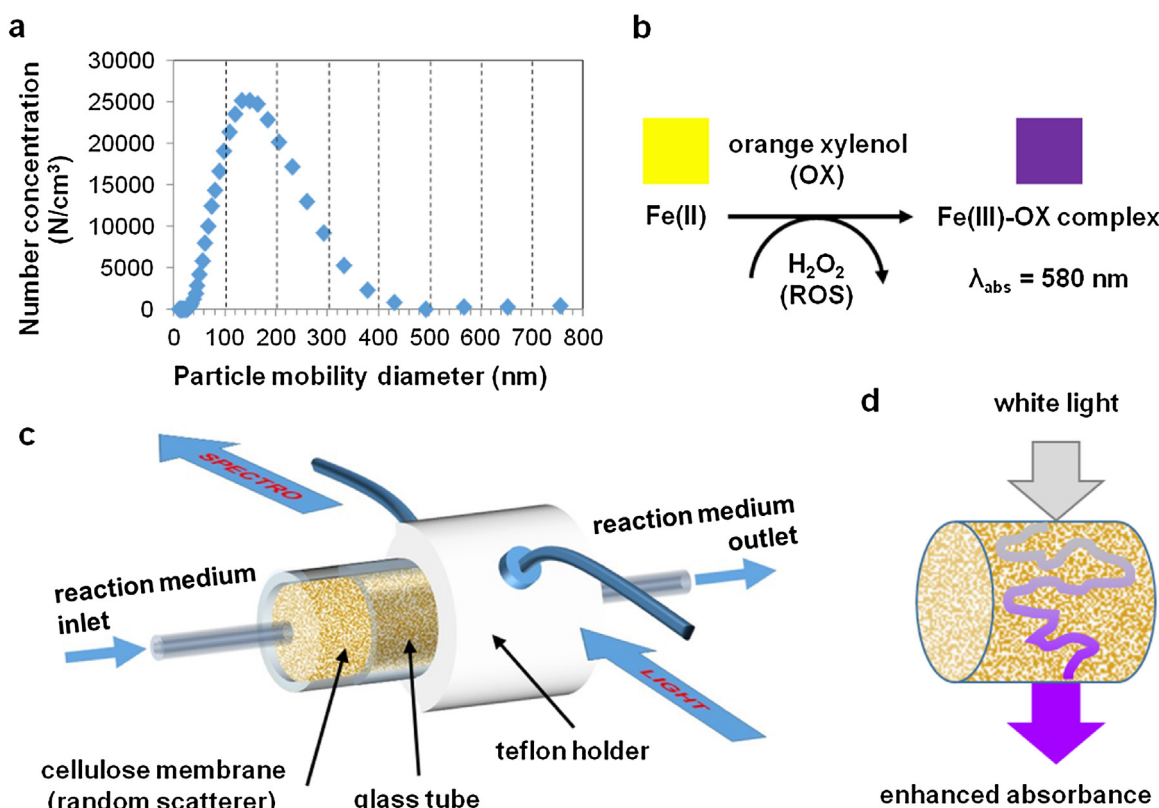 a
30000
25000
20000
15000
10000
5000
0
Number concentration
(N/cm³)
0 100 200 300 400 500 600 700 800
Particle mobility diameter (nm)
b
orange xylenol
(OX)
Fe(II)
Fe(III)-OX complex
H₂O₂
(ROS)
λabs = 580 nm
c
SPECTRO
reaction medium
inlet
reaction medium
outlet
LIGHT
teflon holder
cellulose membrane
(random scatterer)
glass tube
d
white light
enhanced absorbance